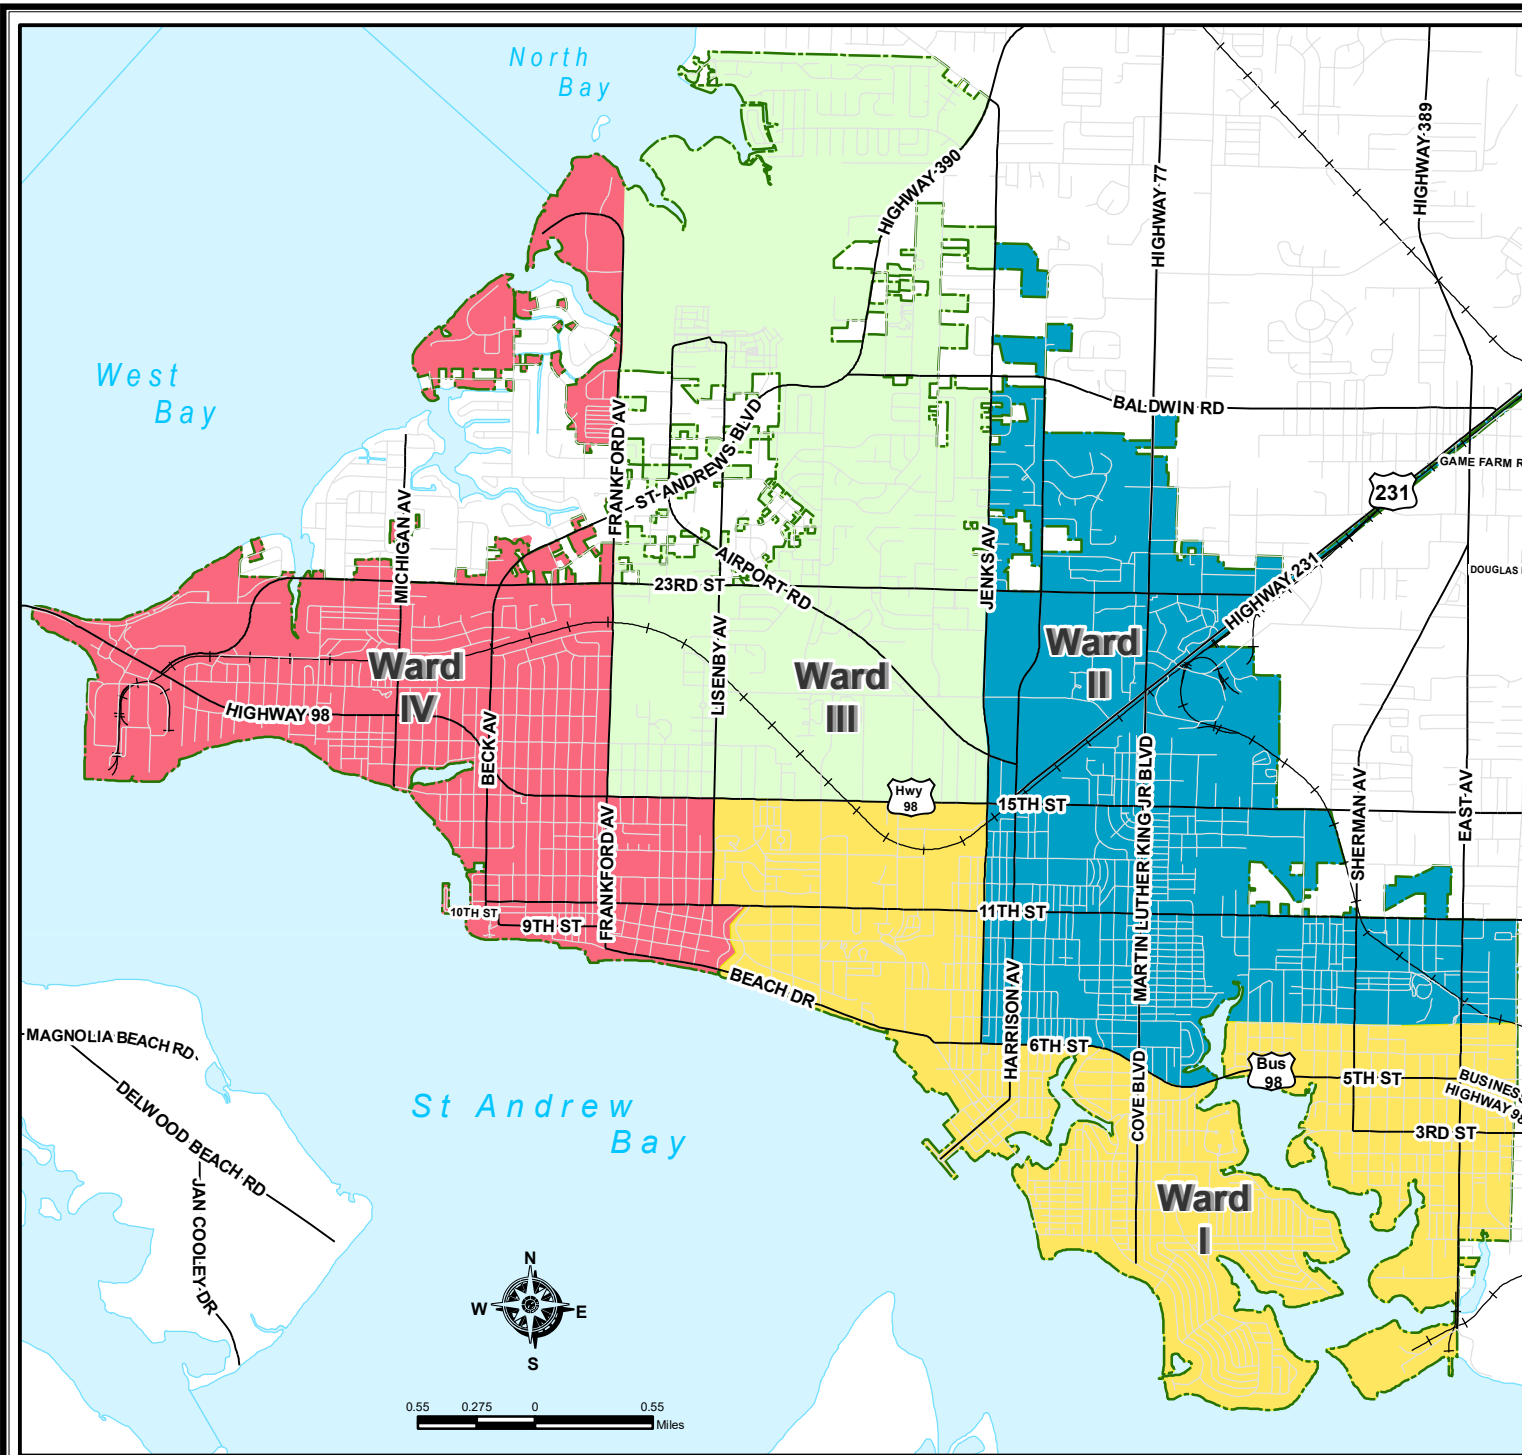 North
Bay
HIGHWAY 390
HIGHWAY 77
HIGHWAY 389
West
Bay
BALDWIN RD
FRANKFORD AV
ST ANDREWS BLVD
MICHIGAN AV
231
GAME FARM R
JENKS AV
AIRPORT RD
23RD ST
HIGHWAY 231
DOUGLAS
LISENBY AV
Ward
IV
Ward
III
Ward
II
HIGHWAY 98
BECK AV
Hwy
98
15TH ST
MARTIN LUTHER KING JR BLVD
SHERMAN AV
EAST AV
FRANKFORD AV
10TH ST
9TH ST
11TH ST
BEACH DR
HARRISON AV
6TH ST
COVE BLVD
Bus
98
5TH ST
BUSINESS
HIGHWAY 98
3RD ST
MAGNOLIA BEACH RD
DELWOOD BEACH RD
JAN COOLEY DR
St Andrew
Bay
Ward
I
N
W
E
S
0.55 0.275 0 0.55
Miles